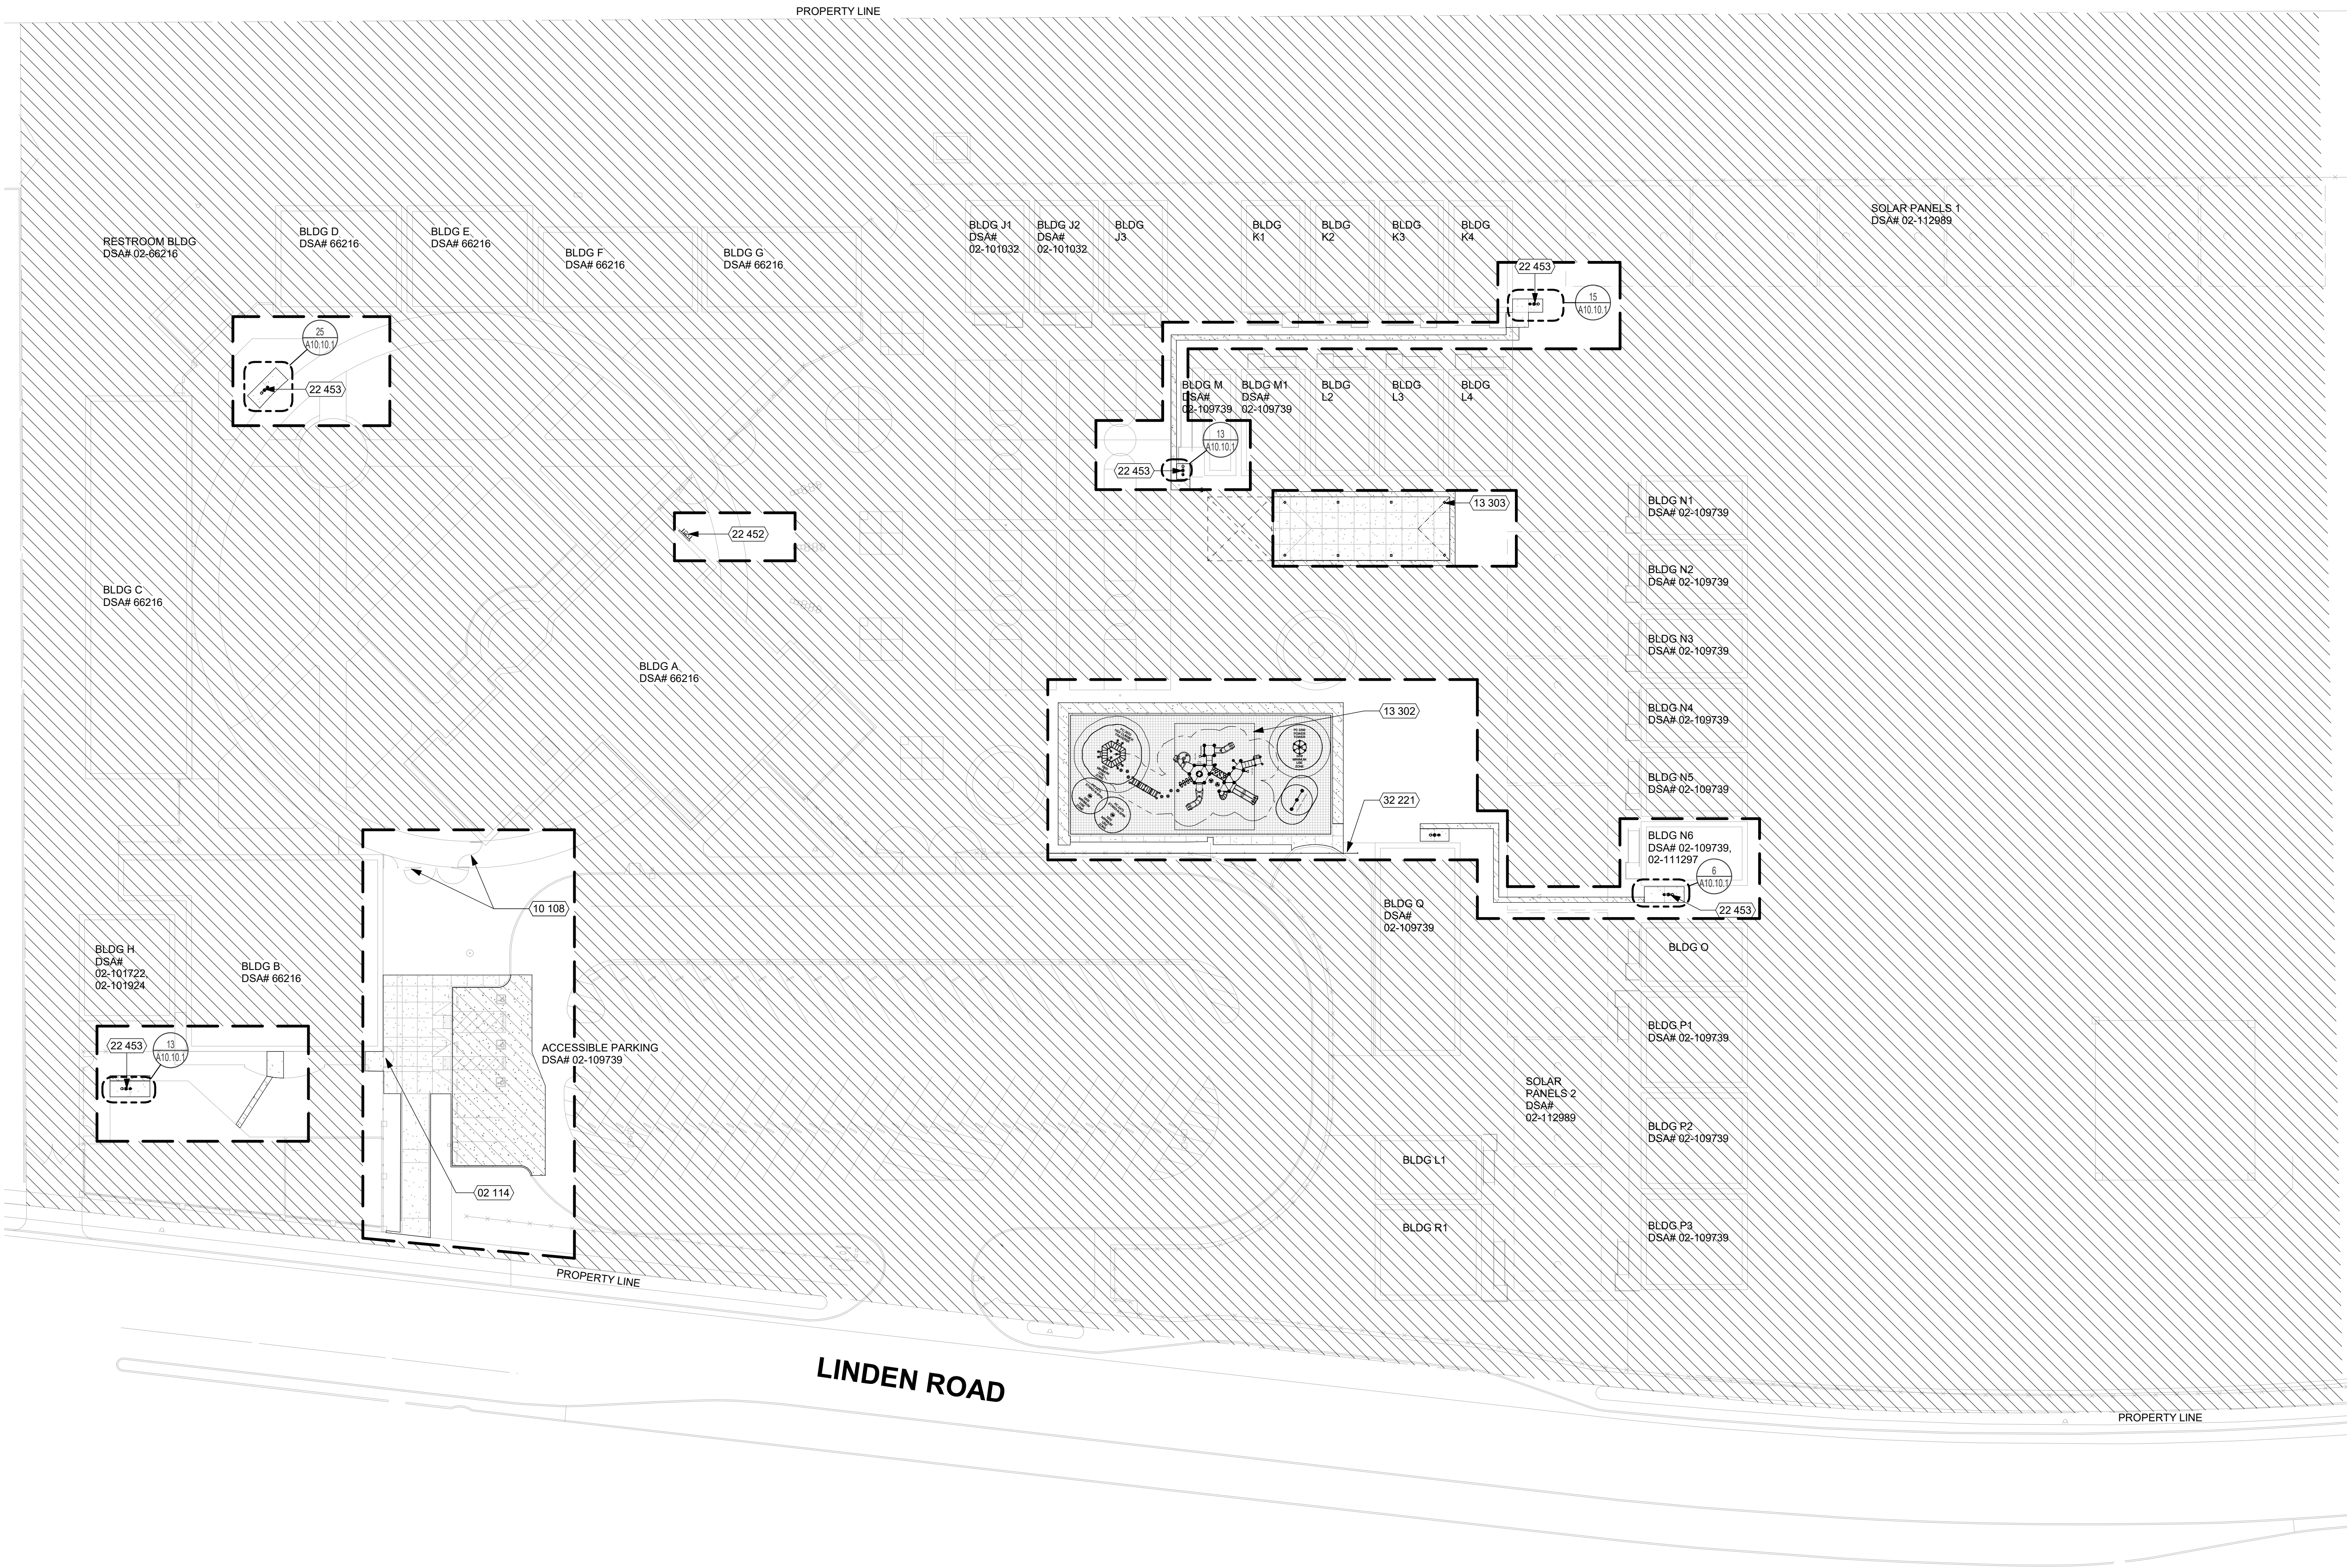 PROPERTY LINE
RESTROOM BLDG
DSA# 02-66216
BLDG D
DSA# 66216
BLDG E
DSA# 66216
BLDG F
DSA# 66216
BLDG G
DSA# 66216
BLDG J1
DSA#
02-101032
BLDG J2
DSA#
02-101032
BLDG
J3
BLDG
K1
BLDG
K2
BLDG
K3
BLDG
K4
SOLAR PANELS 1
DSA# 02-112989
22 453
15
A10.10.1
25
A10.10.1
22 453
BLDG M
DSA#
02-109739
BLDG M1
DSA#
02-109739
BLDG
L2
BLDG
L3
BLDG
L4
13
A10.10.1
22 453
13 303
22 452
BLDG N1
DSA# 02-109739
BLDG N2
DSA# 02-109739
BLDG N3
DSA# 02-109739
BLDG N4
DSA# 02-109739
BLDG N5
DSA# 02-109739
BLDG N6
DSA# 02-109739,
02-111297
6
A10.10.1
22 453
BLDG C
DSA# 66216
BLDG A
DSA# 66216
13 302
32 221
10 108
BLDG Q
DSA#
02-109739
BLDG O
BLDG H
DSA#
02-101722,
02-101924
BLDG B
DSA# 66216
22 453
13
A10.10.1
ACCESSIBLE PARKING
DSA# 02-109739
02 114
BLDG P1
DSA# 02-109739
SOLAR
PANELS 2
DSA#
02-112989
BLDG P2
DSA# 02-109739
BLDG L1
BLDG R1
BLDG P3
DSA# 02-109739
PROPERTY LINE
LINDEN ROAD
PROPERTY LINE